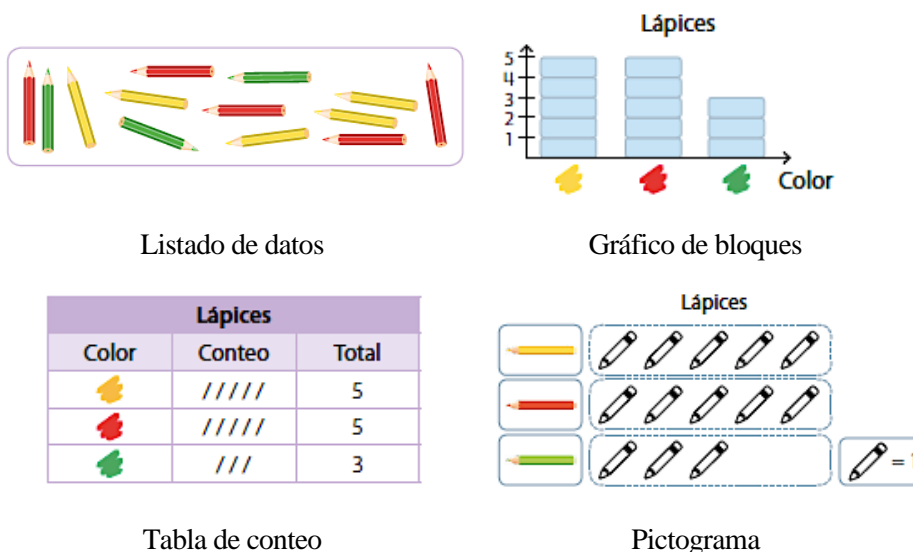 Lápices
5
4
3
2
1
Color
Listado de datos
Gráfico de bloques
Lápices
Color Conteo Total
///// 5
///// 5
/// 3
Lápices
= 1
Tabla de conteo
Pictograma